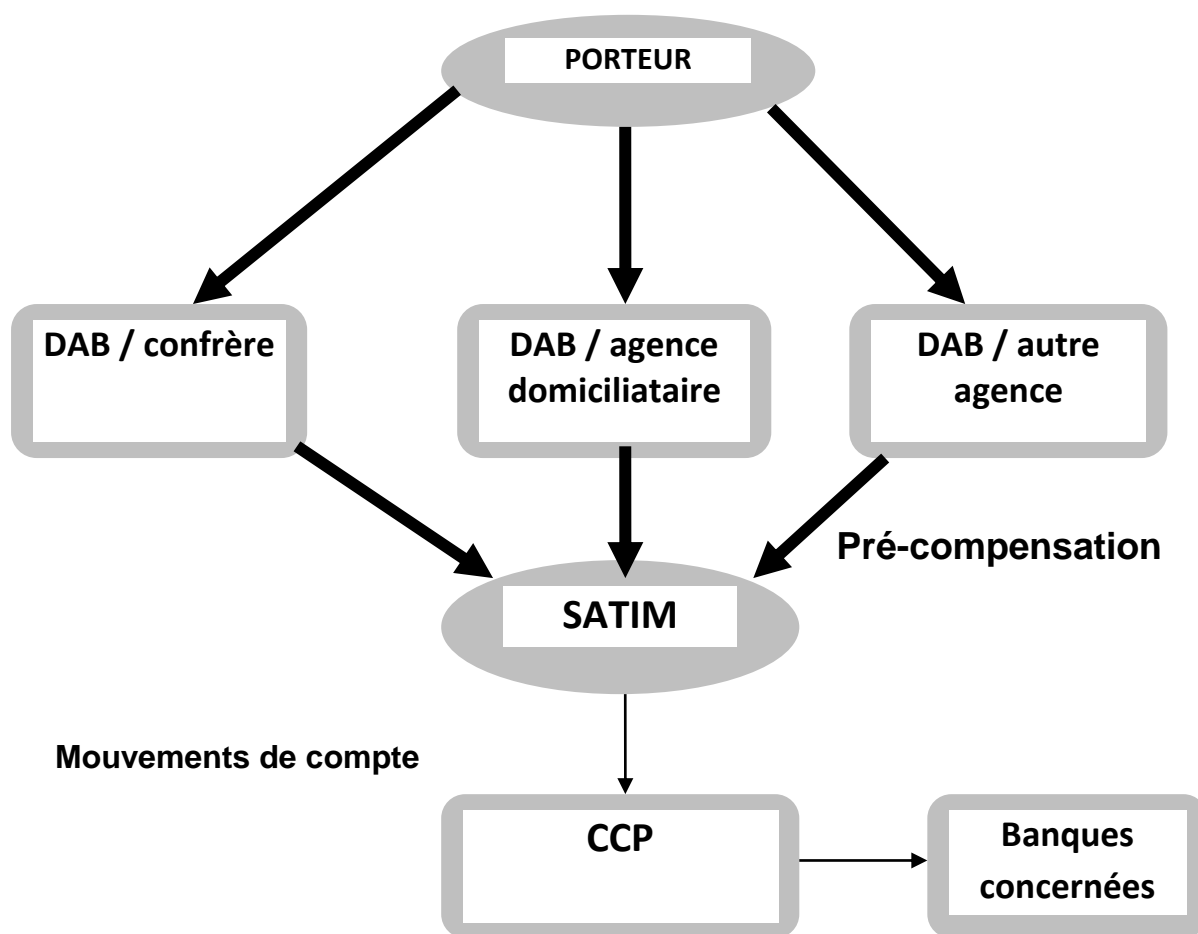 PORTEUR
DAB / confrère
DAB / agence
domiciliataire
DAB / autre
agence
Pré-compensation
SATIM
Mouvements de compte
CCP
Banques
concernées